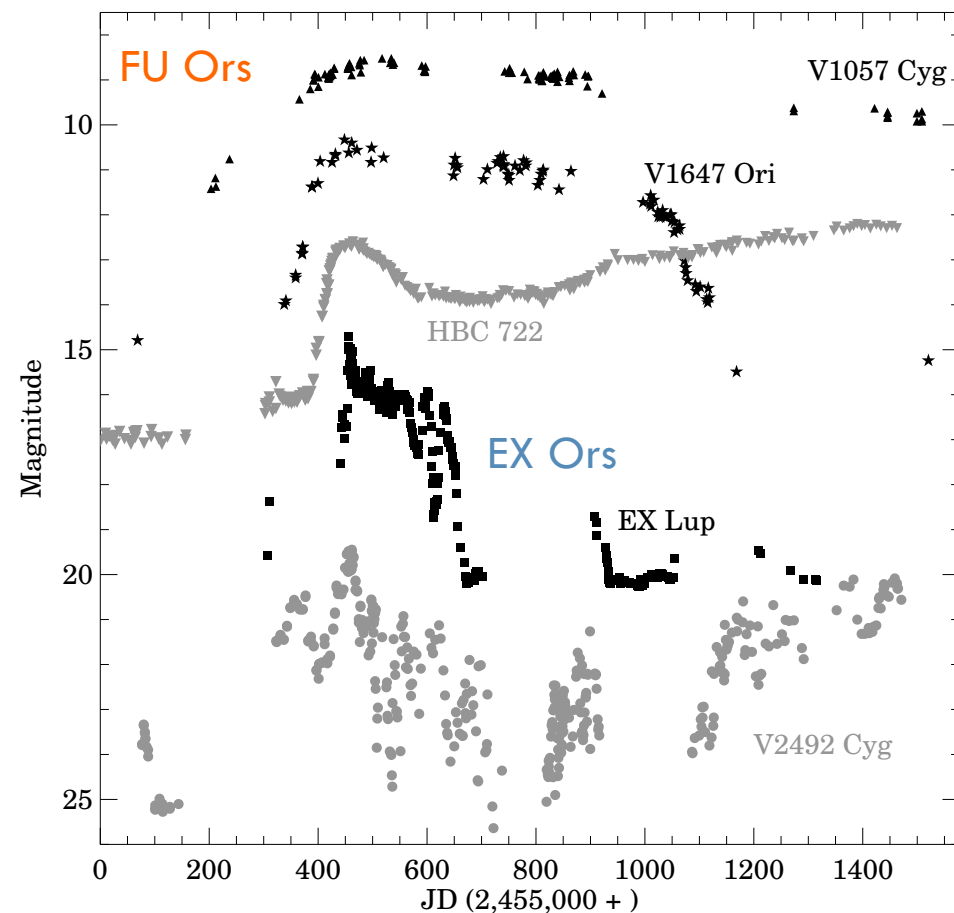 FU Ors
V1057 Cyg
10
V1647 Ori
HBC 722
15
Magnitude
EX Ors
EX Lup
20
V2492 Cyg
25
0 200 400 600 800 1000 1200 1400
JD (2,455,000 + )